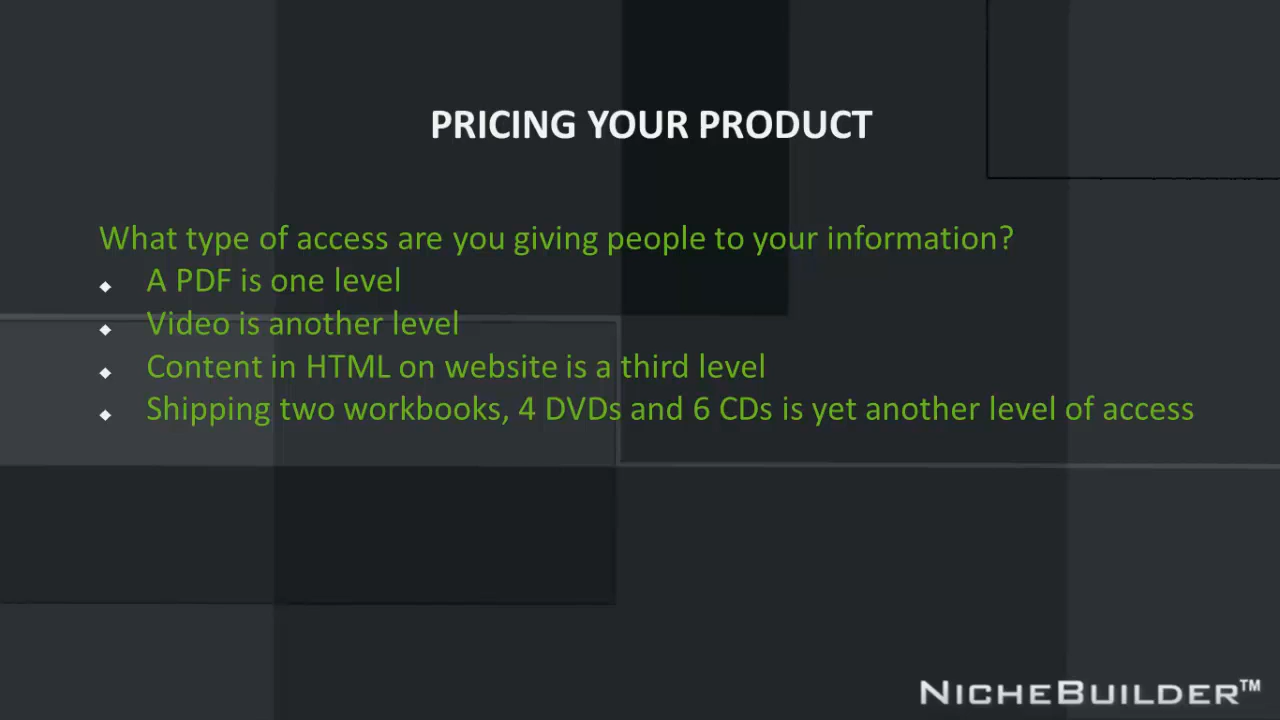 PRICING YOUR PRODUCT
What type of access are you giving people to your information?
A PDF is one level
Video is another level
Content in HTML on website is a third level
Shipping two workbooks, 4 DVDs and 6 CDs is yet another level of access
NICHEBUILDER™